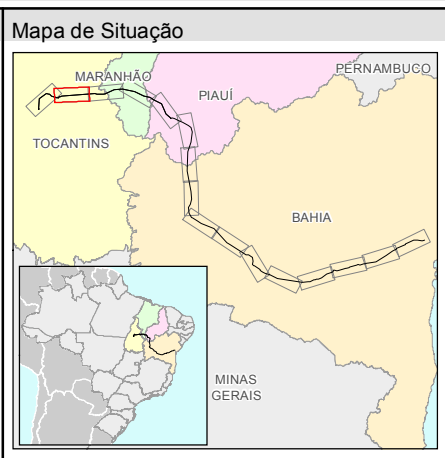 Mapa de Situação
PERNAMBUCO
MARANHÃO
PIAUÍ
TOCANTINS
BAHIA
MINAS
GERAIS